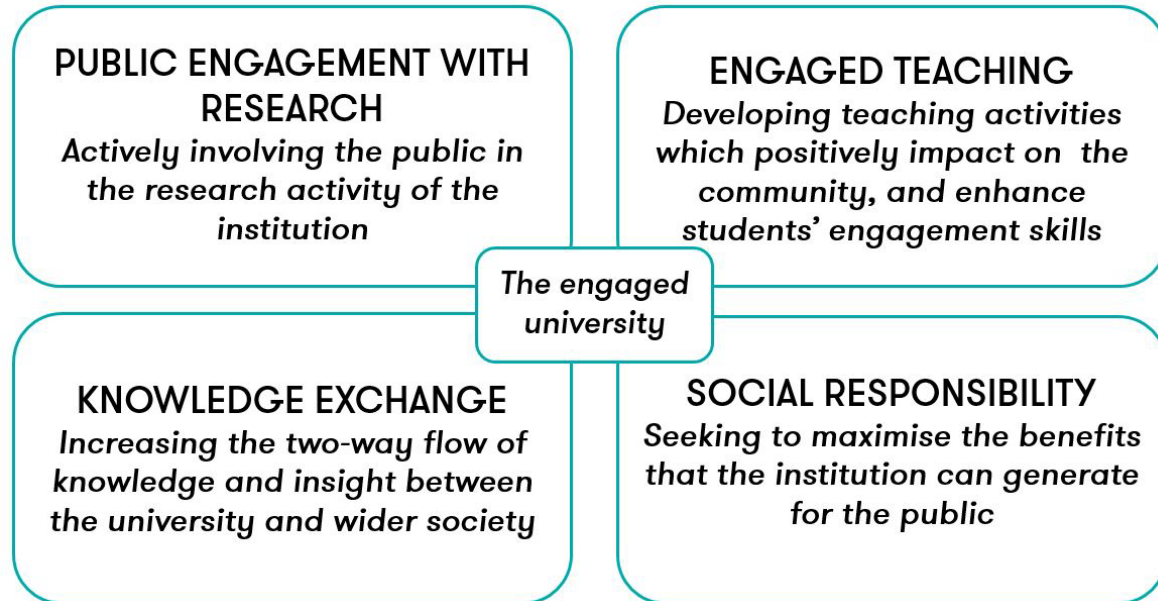 PUBLIC ENGAGEMENT WITH
RESEARCH
Actively involving the public in
the research activity of the
institution
ENGAGED TEACHING
Developing teaching activities
which positively impact on the
community, and enhance
students’ engagement skills
The engaged
university
KNOWLEDGE EXCHANGE
Increasing the two-way flow of
knowledge and insight between
the university and wider society
SOCIAL RESPONSIBILITY
Seeking to maximise the benefits
that the institution can generate
for the public